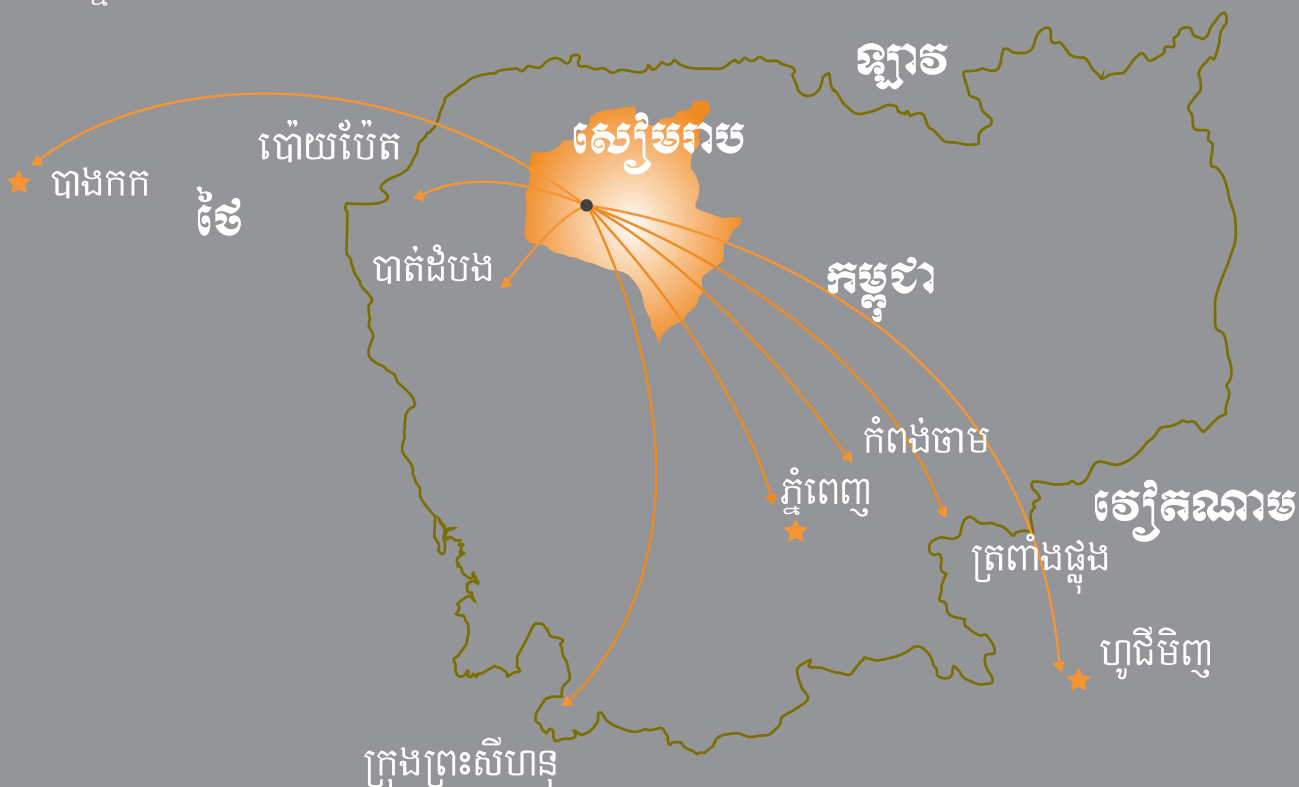 ឡាវ
សៀមរាប
ប៉ោយប៉ែត
បាងកក
ថៃ
បាត់ដំបង
កម្ពុជា
កំពង់ចាម
ភ្នំពេញ
វៀតណាម
ត្រពាំងផ្លុង
ហូជីមិញ
ក្រុងព្រះសីហនុ